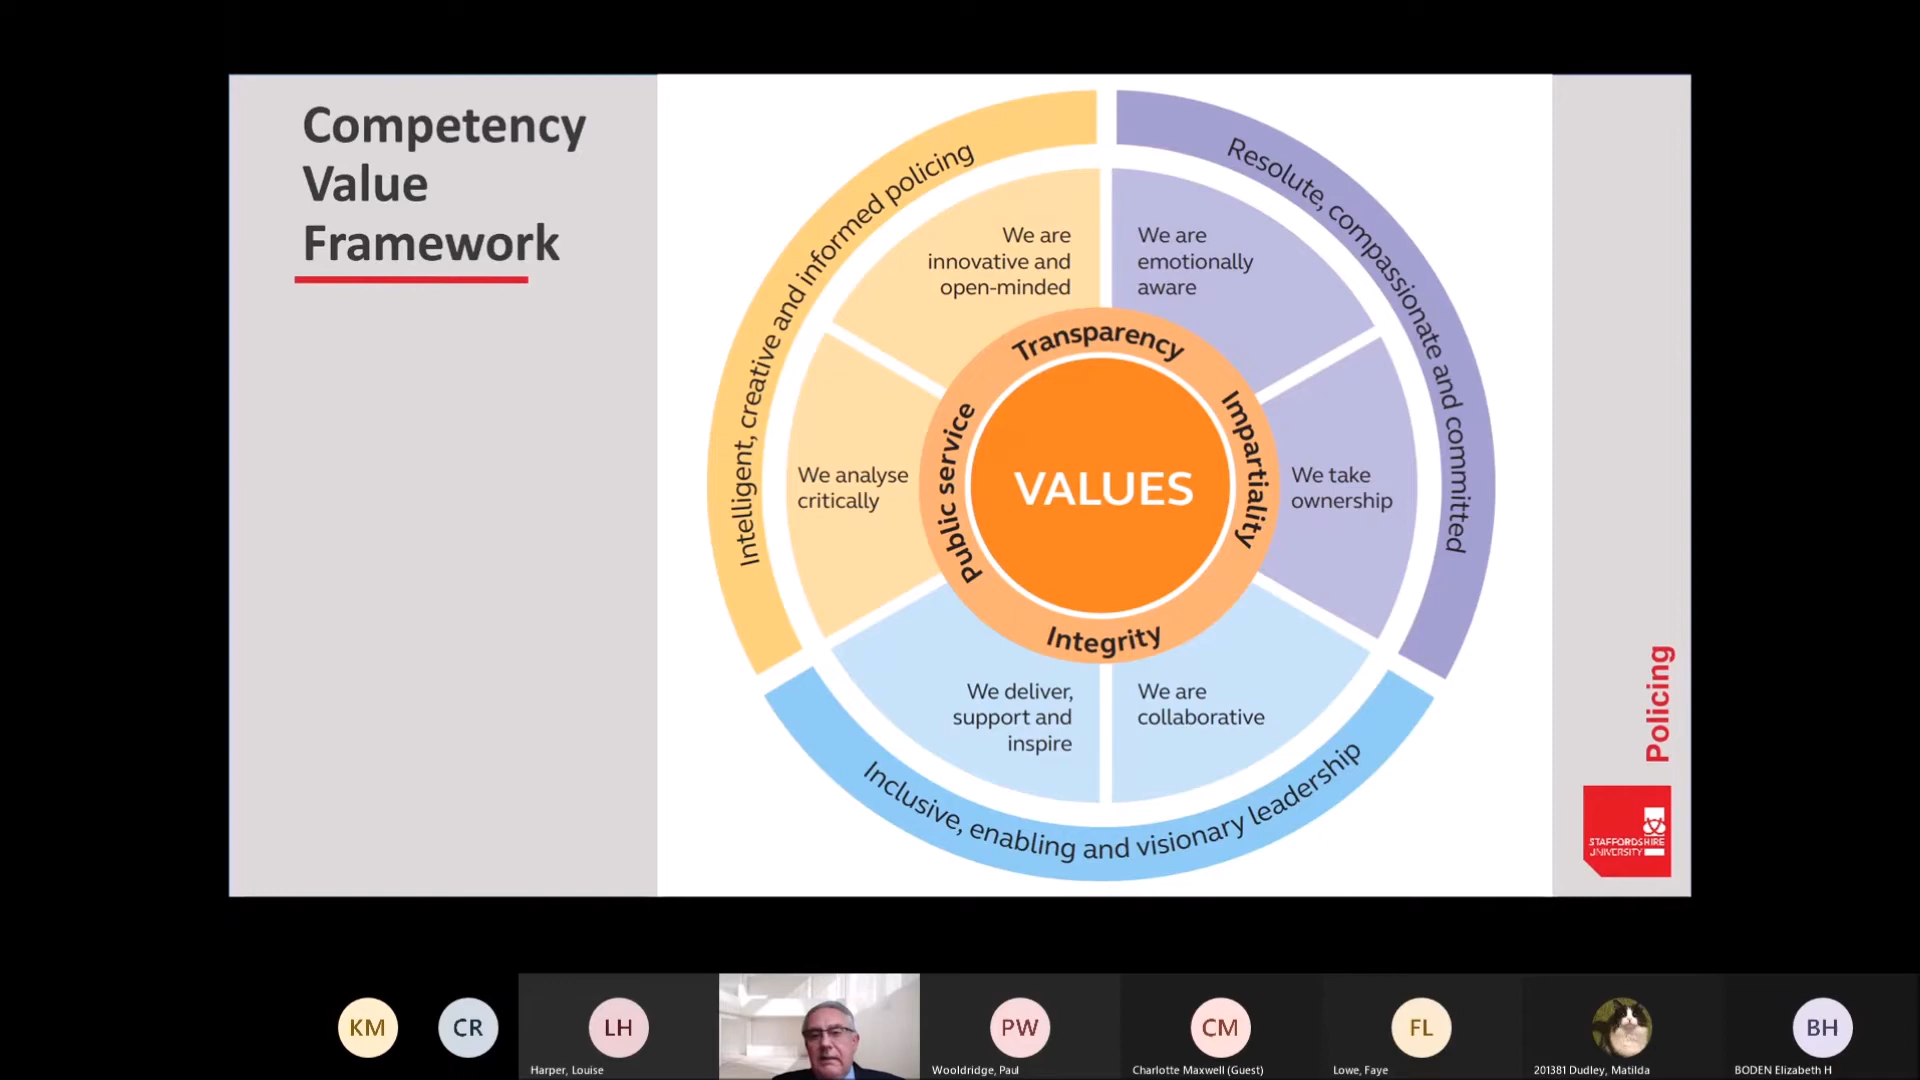 Competency
Value
Framework
Intelligent, creative and informed policing
Resolute, compassionate and committed
We are
innovative and
open-minded
We are
emotionally
aware
Transparency
Public service
VALUES
Impartiality
We analyse
critically
We take
ownership
Integrity
We deliver,
support and
inspire
We are
collaborative
Inclusive, enabling and visionary leadership
Policing
STAFFORDSHIRE
UNIVERSITY
KM
CR
LH
PW
CM
FL
BH
Harper, Louise
Wooldridge, Paul
Charlotte Maxwell (Guest)
Lowe, Faye
201381 Dudley, Matilda
BODEN Elizabeth H